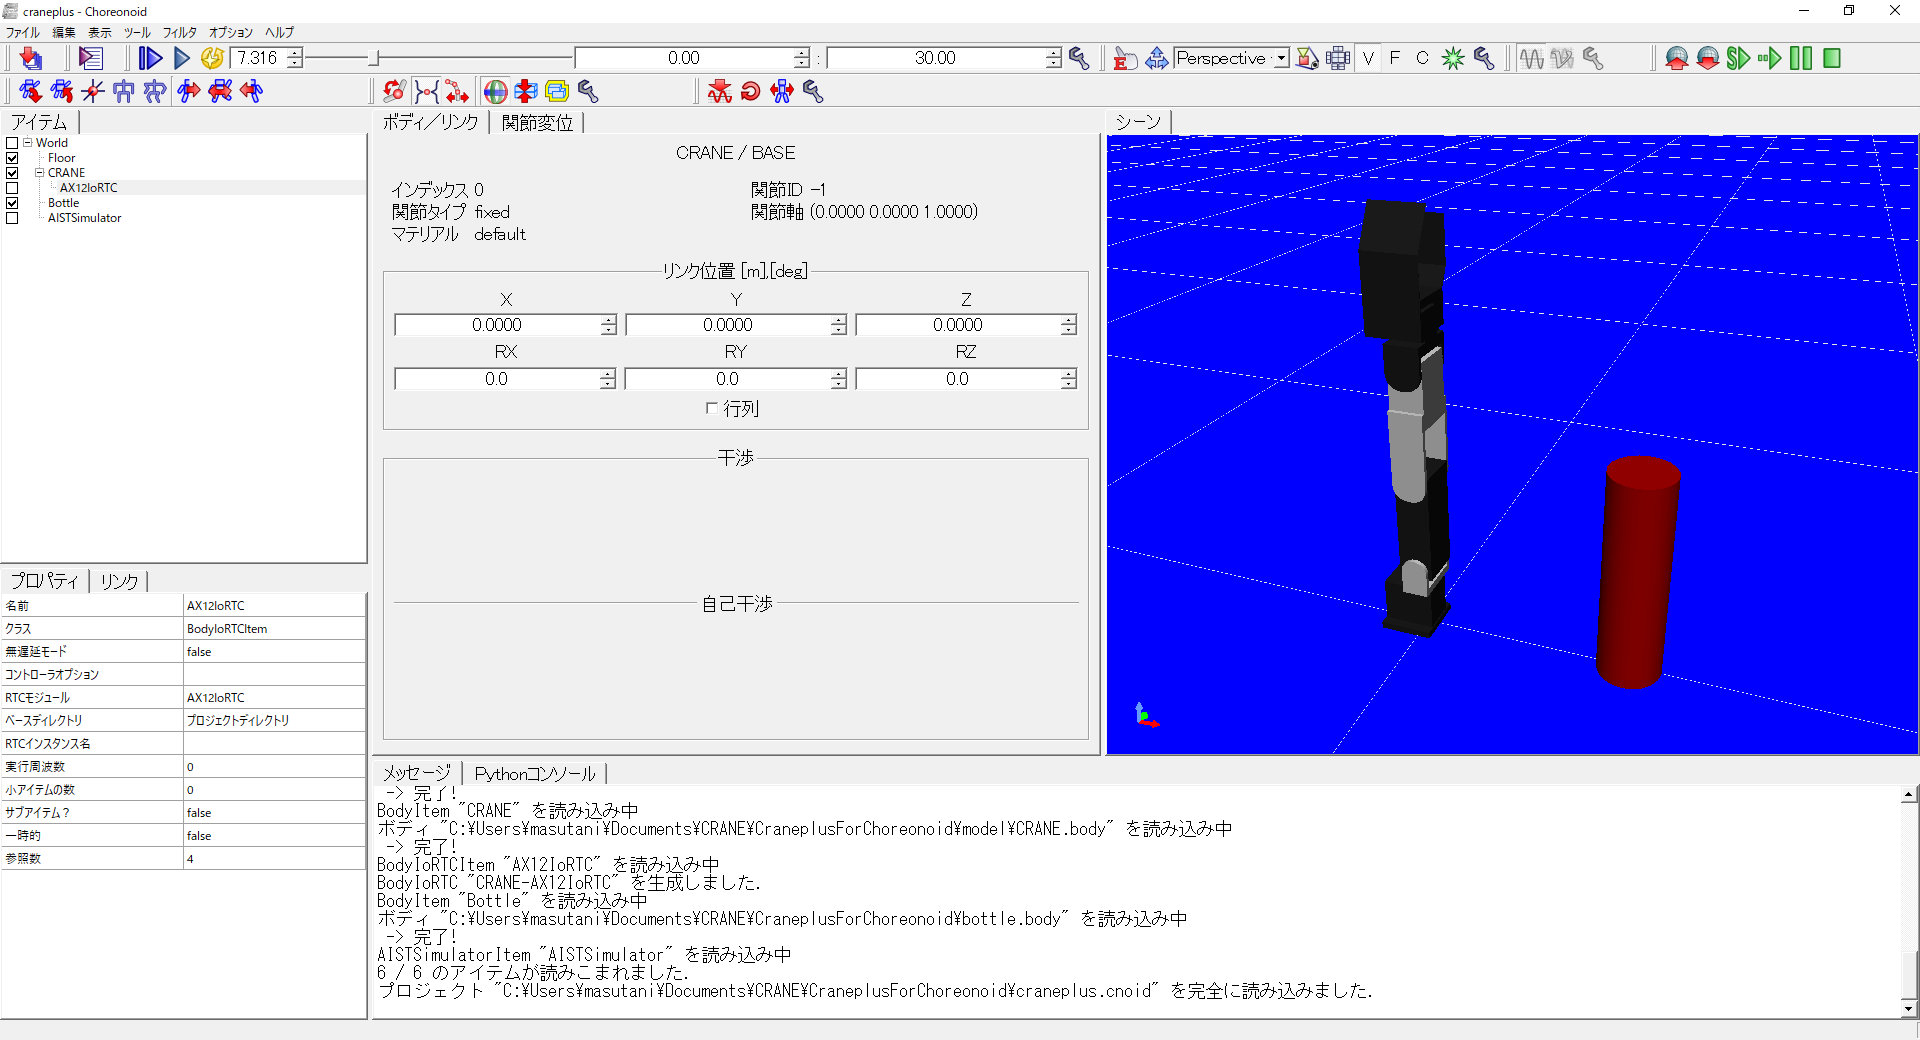 craneplus - Choreonoid
ファイル 編集 表示 ツール フィルタ オプション ヘルプ
7.316 0.00 : 30.00 E Perspective V F C
アイテム
World
Floor
CRANE
AX12IoRTC
Bottle
AISTSimulator
プロパティ リンク
名前 AX12IoRTC
クラス BodyIoRTCItem
無遅延モード false
コントローラオプション
RTCモジュール AX12IoRTC
ベースディレクトリ プロジェクトディレクトリ
RTCインスタンス名
実行周波数 0
小アイテムの数 0
サブアイテム？ false
一時的 false
参照数 4
ボディ／リンク 関節変位
CRANE / BASE
インデックス 0 関節ID -1
関節タイプ fixed 関節軸 (0.0000 0.0000 1.0000)
マテリアル default
リンク位置 [m],[deg]
X Y Z
0.0000 0.0000 0.0000
RX RY RZ
0.0 0.0 0.0
行列
干渉
自己干渉
シーン
メッセージ Pythonコンソール
-> 完了!
BodyItem "CRANE" を読み込み中
ボディ "C:¥Users¥masutani¥Documents¥CRANE¥CraneplusForChoreonoid¥model¥CRANE.body" を読み込み中
-> 完了!
BodyIoRTCItem "AX12IoRTC" を読み込み中
BodyIoRTC "CRANE-AX12IoRTC" を生成しました.
BodyItem "Bottle" を読み込み中
ボディ "C:¥Users¥masutani¥Documents¥CRANE¥CraneplusForChoreonoid¥bottle.body" を読み込み中
-> 完了!
AISTSimulatorItem "AISTSimulator" を読み込み中
6 / 6 のアイテムが読みこまれました.
プロジェクト "C:¥Users¥masutani¥Documents¥CRANE¥CraneplusForChoreonoid¥craneplus.cnoid" を完全に読み込みました.